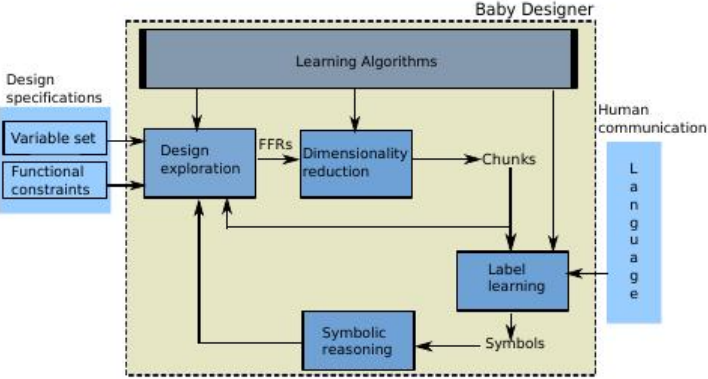 Baby Designer
Learning Algorithms
Design
specifications
Variable set
Functional
constraints
Design
exploration
FFRs
Dimensionality
reduction
Chunks
Human
communication
L
a
n
g
u
a
g
e
Label
learning
Symbolic
reasoning
Symbols